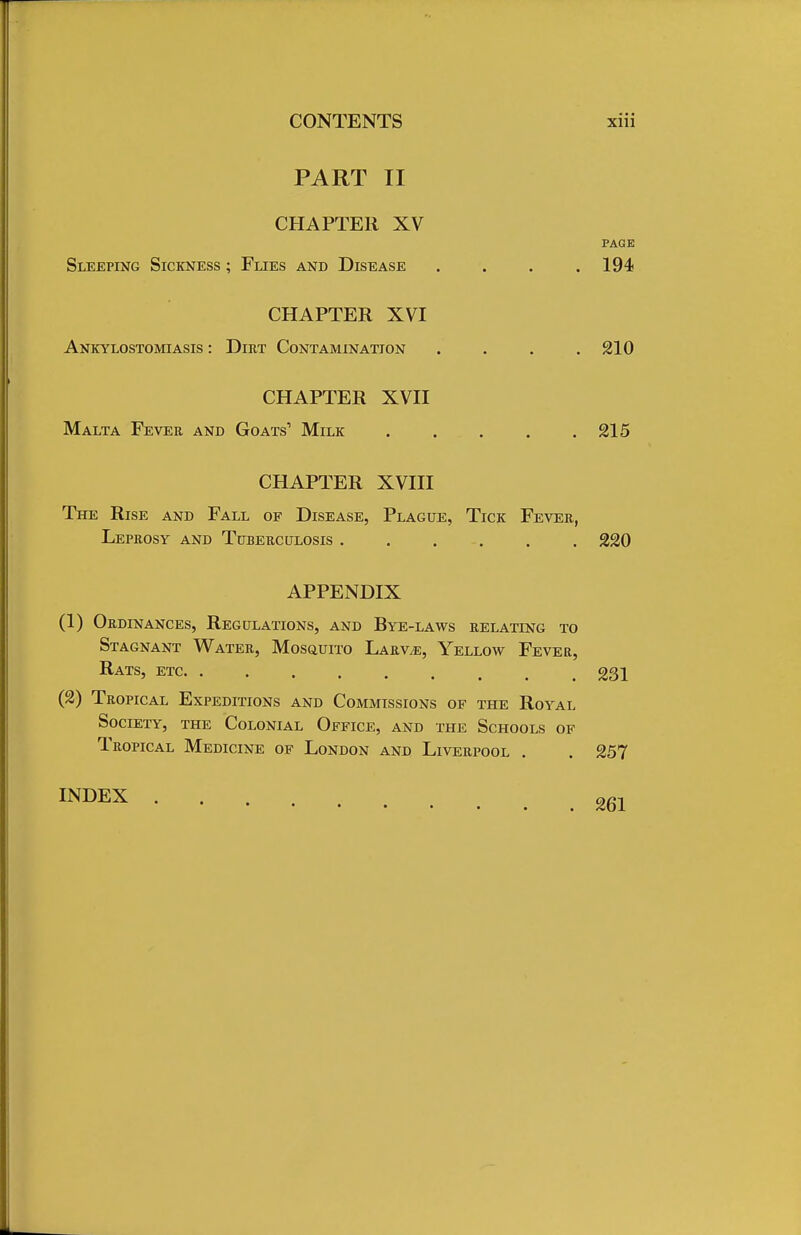 CONTENTS xiii
PART II
CHAPTER XV
PAGE
Sleeping Sickness ; Flies and Disease . . . . 194
CHAPTER XVI
Ankylostomiasis : Dirt Contamination . . . . 210
CHAPTER XVII
Malta Fever and Goats' Milk . . . . . 215
CHAPTER XVIII
The Rise and Fall of Disease, Plague, Tick Fever,
Leprosy and Tuberculosis . . . . . . 220
APPENDIX
(1) Ordinances, Regulations, and Bye-laws relating to
Stagnant Water, Mosquito Larvæ, Yellow Fever,
Rats, etc. . . . . . . . . . 231
(2) Tropical Expeditions and Commissions of the Royal
Society, the Colonial Office, and the Schools of
Tropical Medicine of London and Liverpool . . 257
INDEX . . . . . . . . . . 261